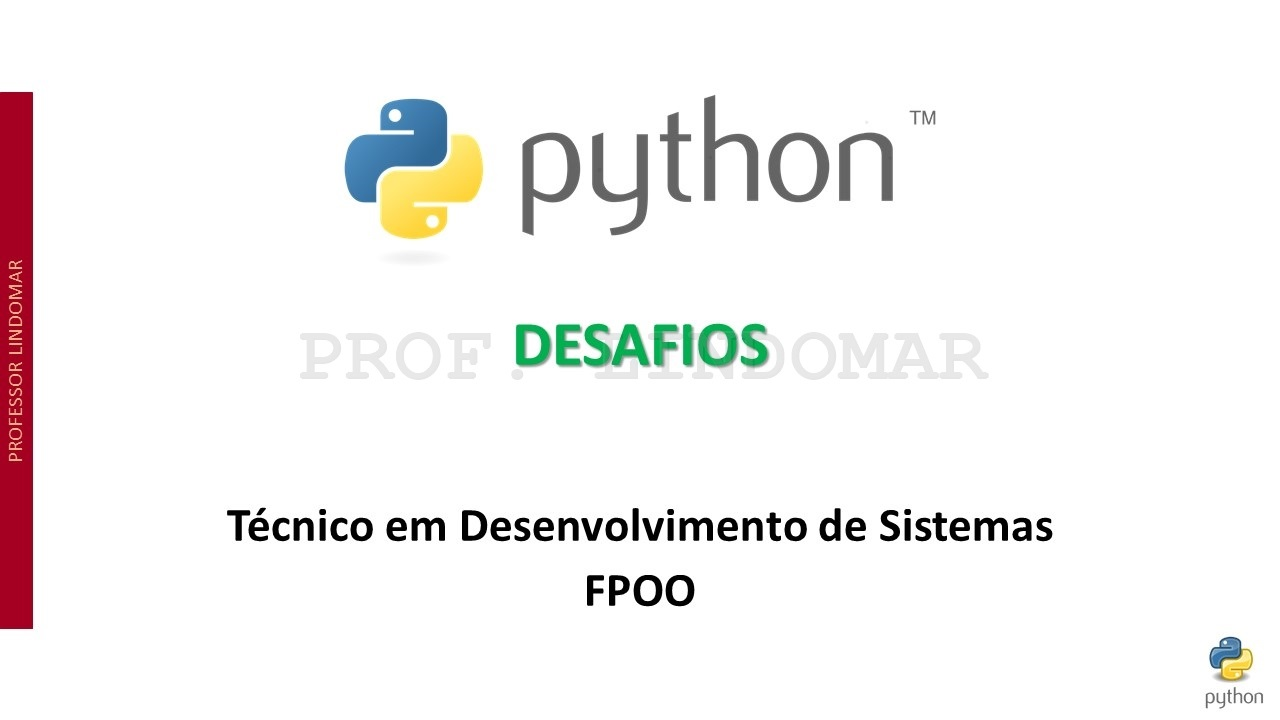 PROFESSOR LINDOMAR
python™
PROF. LINDOMAR
DESAFIOS
Técnico em Desenvolvimento de Sistemas
FPOO
python